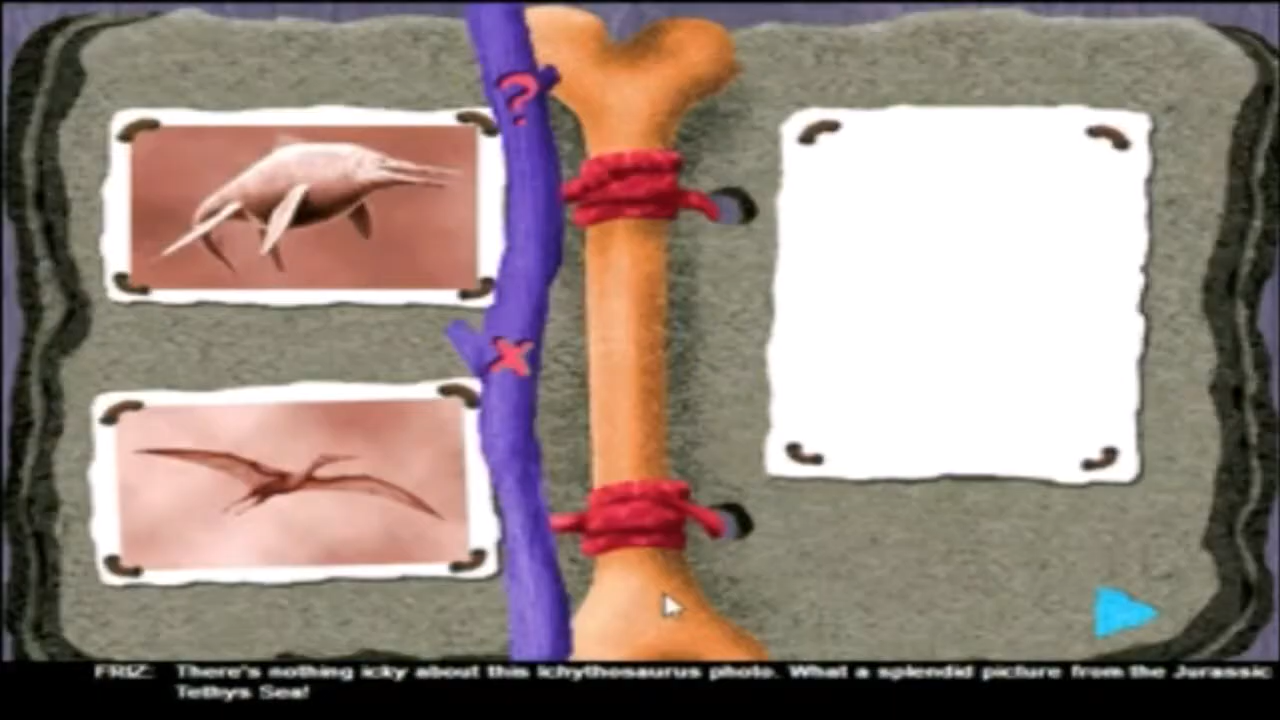 ?
FRIZ: There's nothing icky about this Ichythosaurus photo. What a splendid picture from the Jurassic
Tethys Sea!